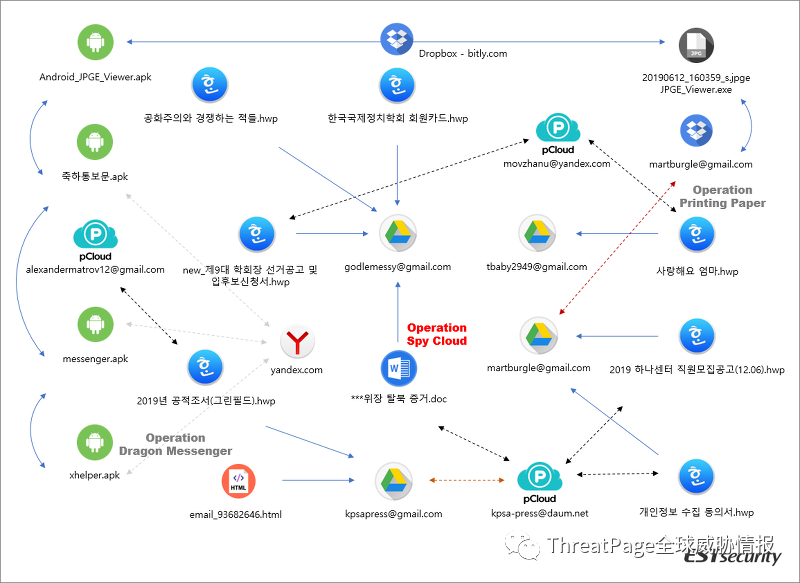 Dropbox - bitly.com
Android_JPGE_Viewer.apk
JPG
20190612_160359_s.jpge
JPGE_Viewer.exe
공화주의와 경쟁하는 적들.hwp
한국국제정치학회 회원카드.hwp
pCloud
movzhanu@yandex.com
martburgle@gmail.com
축하통보문.apk
Operation
Printing Paper
pCloud
alexandermatrov12@gmail.com
new_제9대 학회장 선거공고 및
입후보신청서.hwp
godlemessy@gmail.com
tbaby2949@gmail.com
사랑해요 엄마.hwp
Operation
Spy Cloud
messenger.apk
yandex.com
martburgle@gmail.com
2019 하나센터 직원모집공고(12.06).hwp
2019년 공적조서(그린필드).hwp
***위장 탈북 증거.doc
Operation
Dragon Messenger
xhelper.apk
HTML
email_93682646.html
kpsapress@gmail.com
pCloud
kpsa-press@daum.net
개인정보 수집 동의서.hwp
ThreatPage全球威胁情报
ESTsecurity